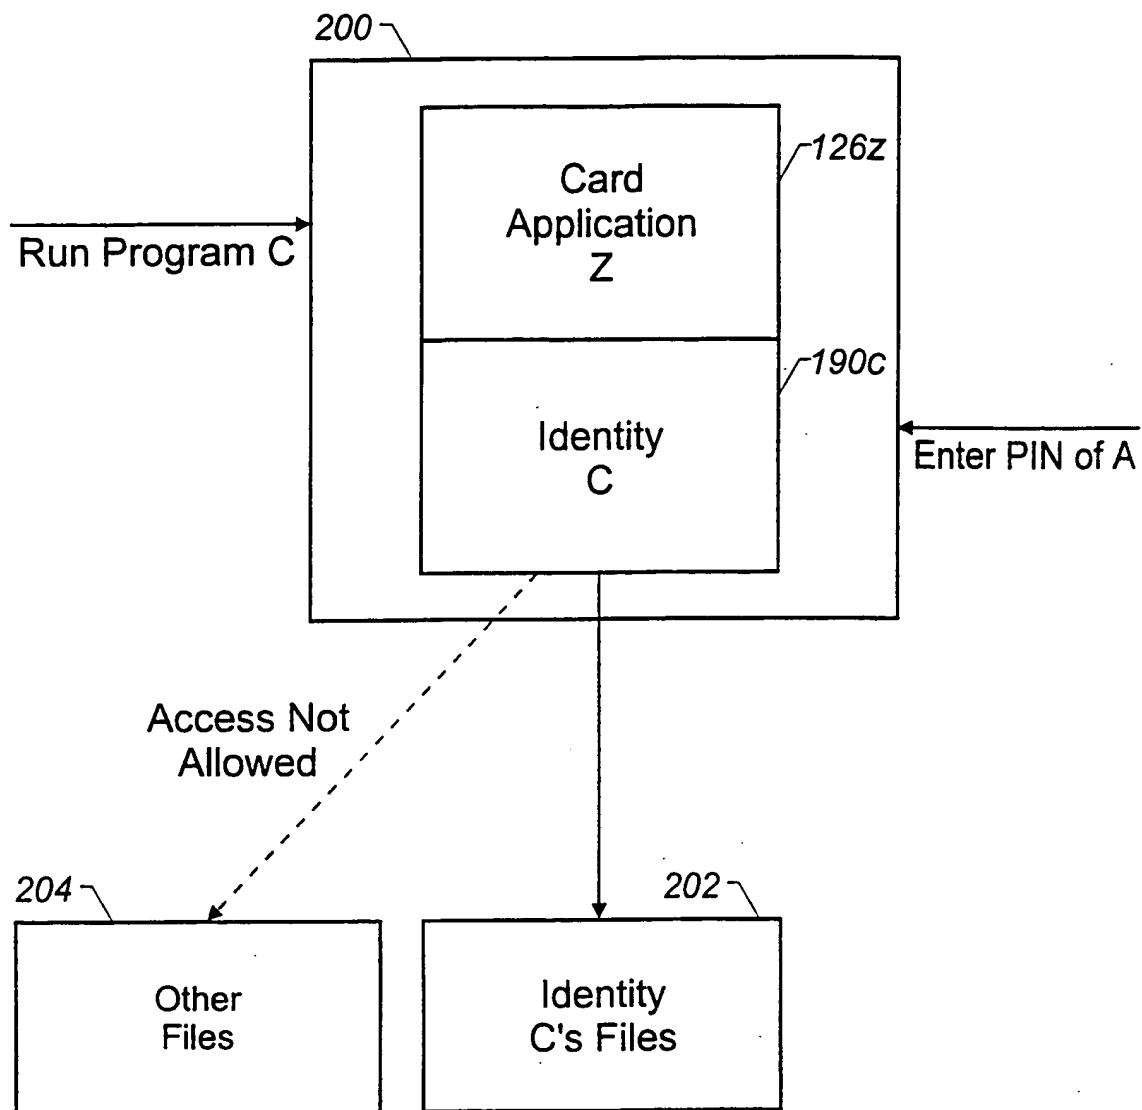 200
126z
Card
Application
Z
Run Program C
190c
Identity
C
Enter PIN of A
Access Not
Allowed
204
202
Other
Files
Identity
C's Files